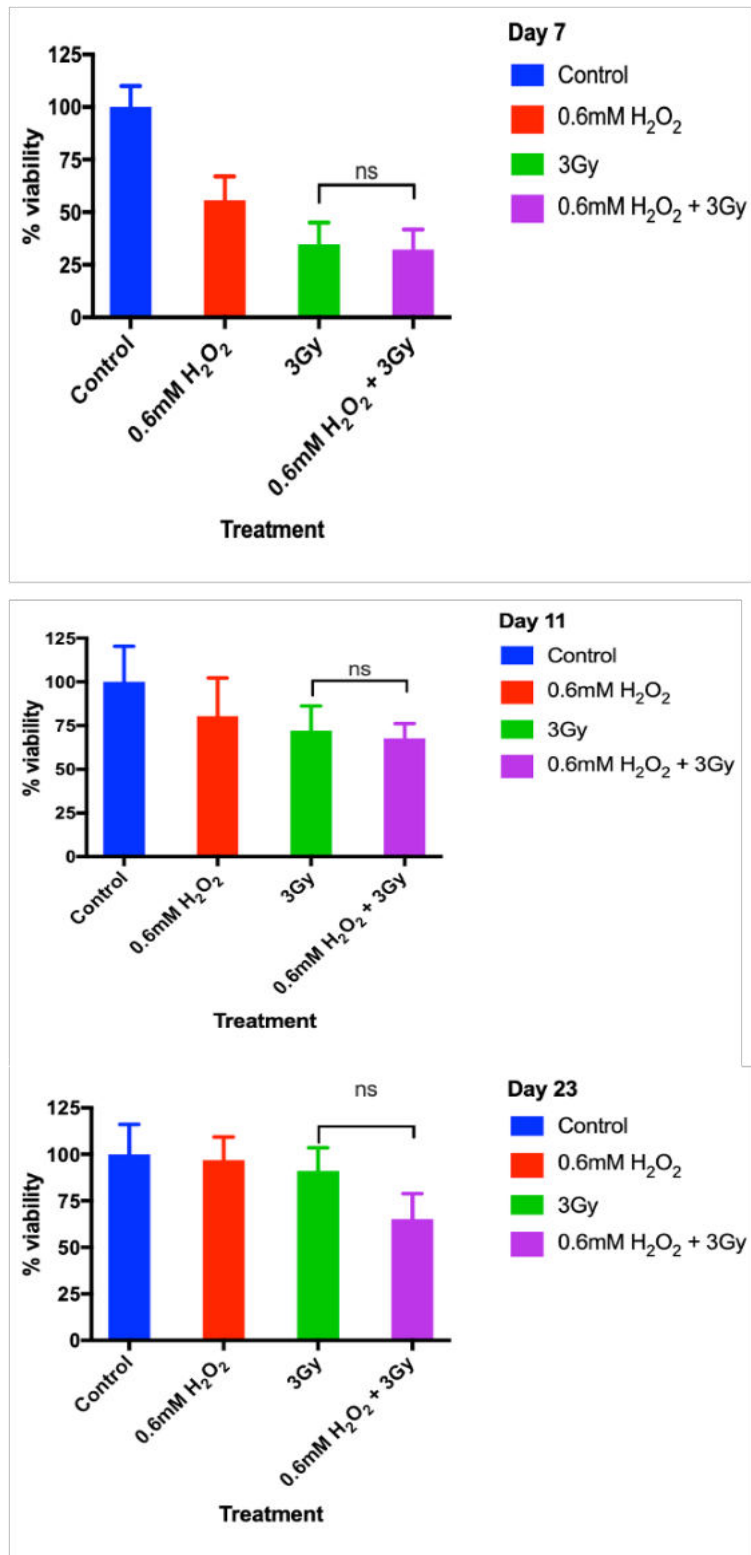 Day 7
Control
0.6mM H₂O₂
3Gy
0.6mM H₂O₂ + 3Gy
125
100
75
50
25
0
% viability
ns
Control
0.6mM H₂O₂
3Gy
0.6mM H₂O₂ + 3Gy
Treatment
Day 11
Control
0.6mM H₂O₂
3Gy
0.6mM H₂O₂ + 3Gy
125
100
75
50
25
0
% viability
ns
Control
0.6mM H₂O₂
3Gy
0.6mM H₂O₂ + 3Gy
Treatment
Day 23
Control
0.6mM H₂O₂
3Gy
0.6mM H₂O₂ + 3Gy
125
100
75
50
25
0
% viability
ns
Control
0.6mM H₂O₂
3Gy
0.6mM H₂O₂ + 3Gy
Treatment